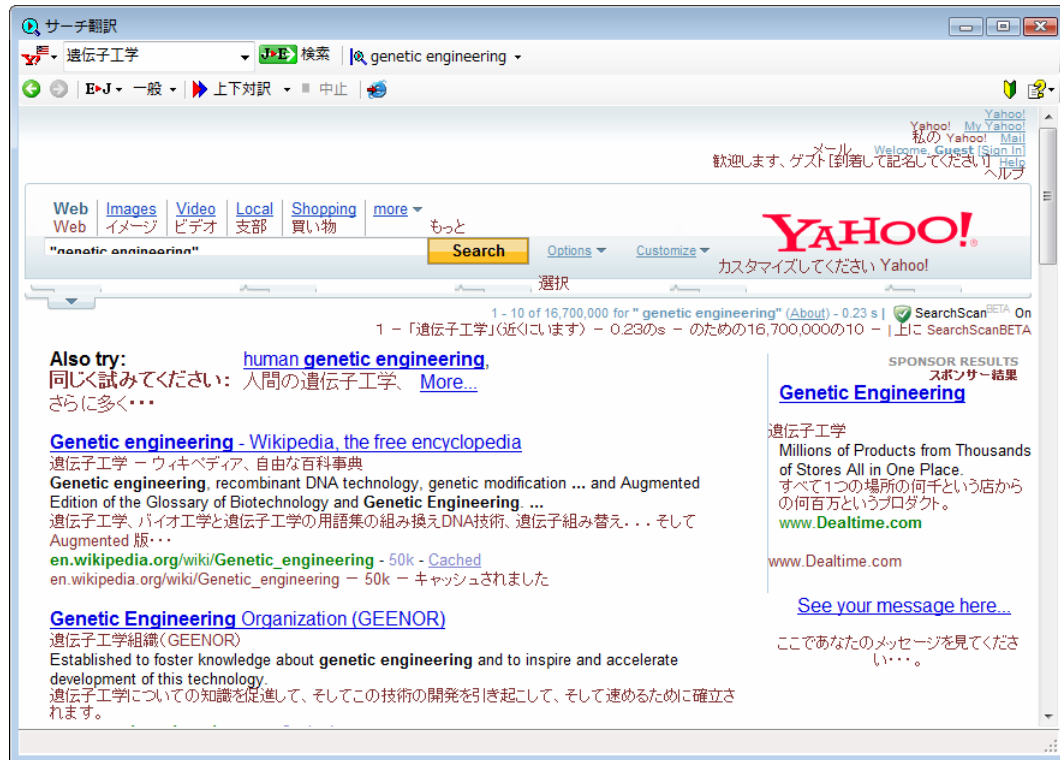 サーチ翻訳
遺伝子工学 J▸E 検索 genetic engineering
E▸J 一般 上下対訳 中止
Yahoo!
Yahoo! My Yahoo!
私の Yahoo! Mail
メール Welcome, Guest [Sign In]
歓迎します、ゲスト[到着して記名してください] Help
ヘルプ
Web Images Video Local Shopping more
Web イメージ ビデオ 支部 買い物 もっと
YAHOO!
"genetic engineering" Search Options Customize
カスタマイズしてください Yahoo!
選択
1 - 10 of 16,700,000 for " genetic engineering" (About) - 0.23 s | SearchScanBETA On
1 － 「遺伝子工学」(近くにいます) － 0.23のs － のための16,700,000の10 － |上に SearchScanBETA
Also try: human genetic engineering,
同じく試みてください: 人間の遺伝子工学、 More...
さらに多く・・・
Genetic engineering - Wikipedia, the free encyclopedia
遺伝子工学 － ウィキペディア、自由な百科事典
Genetic engineering, recombinant DNA technology, genetic modification ... and Augmented
Edition of the Glossary of Biotechnology and Genetic Engineering. ...
遺伝子工学、バイオ工学と遺伝子工学の用語集の組み換えDNA技術、遺伝子組み替え・・・そして
Augmented 版・・・
en.wikipedia.org/wiki/Genetic_engineering - 50k - Cached
en.wikipedia.org/wiki/Genetic_engineering － 50k － キャッシュされました
Genetic Engineering Organization (GEENOR)
遺伝子工学組織(GEENOR)
Established to foster knowledge about genetic engineering and to inspire and accelerate
development of this technology.
遺伝子工学についての知識を促進して、そしてこの技術の開発を引き起こして、そして速めるために確立さ
れます。
SPONSOR RESULTS
スポンサー結果
Genetic Engineering
遺伝子工学
Millions of Products from Thousands
of Stores All in One Place.
すべて1つの場所の何千という店から
の何百万というプロダクト。
www.Dealtime.com
www.Dealtime.com
See your message here...
ここであなたのメッセージを見てくださ
い・・・。